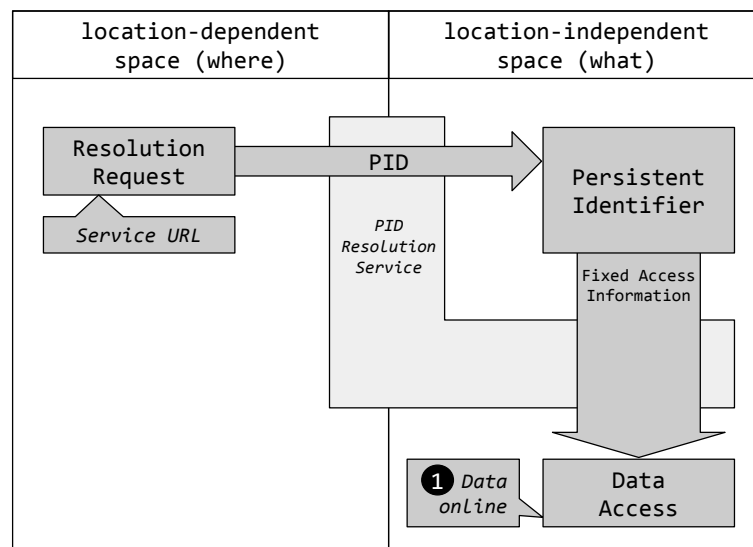 location-dependent
space (where)
location-independent
space (what)
Resolution
Request
PID
Persistent
Identifier
Service URL
PID
Resolution
Service
Fixed Access
Information
1 Data
online
Data
Access